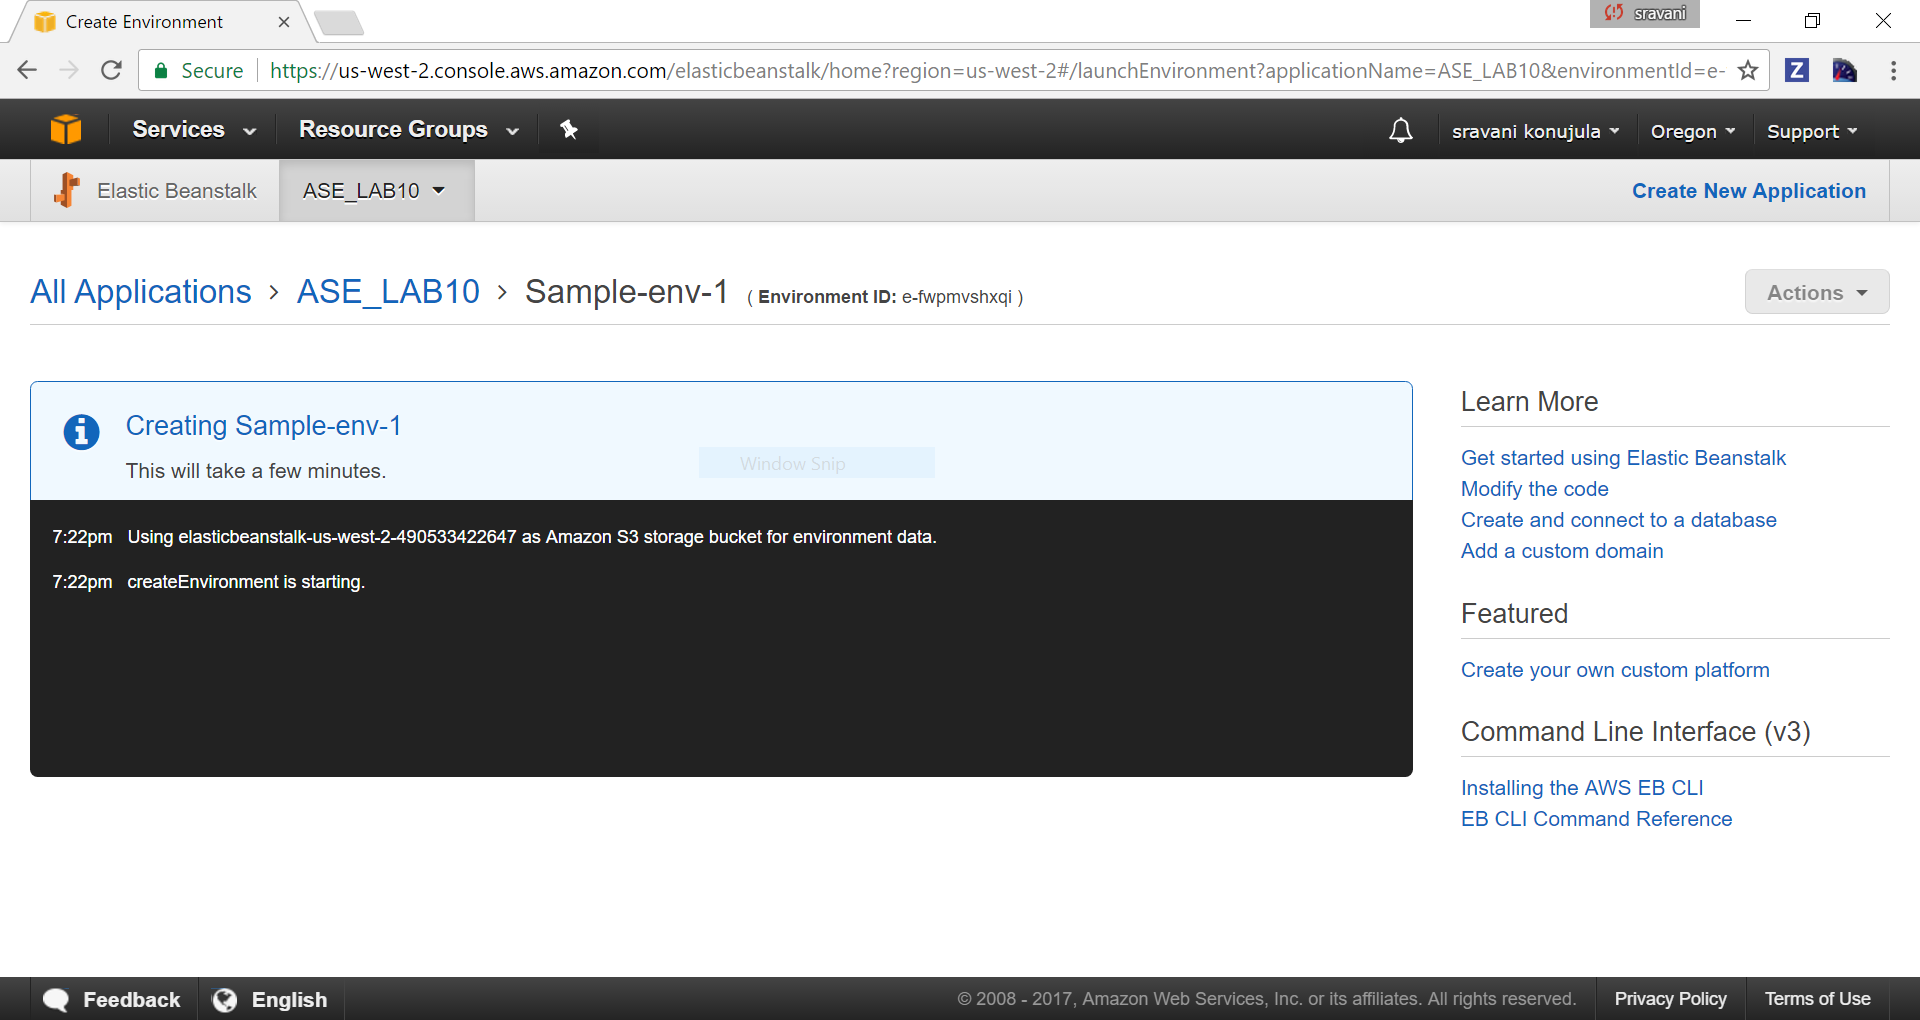 Create Environment
sravani
Secure https://us-west-2.console.aws.amazon.com/elasticbeanstalk/home?region=us-west-2#/launchEnvironment?applicationName=ASE_LAB10&environmentId=e-
Z
Services Resource Groups sravani konujula Oregon Support
Elastic Beanstalk ASE_LAB10 Create New Application
All Applications > ASE_LAB10 > Sample-env-1 ( Environment ID: e-fwpmvshxqi ) Actions
Creating Sample-env-1
This will take a few minutes.
Window Snip
7:22pm Using elasticbeanstalk-us-west-2-490533422647 as Amazon S3 storage bucket for environment data.
7:22pm createEnvironment is starting.
Learn More
Get started using Elastic Beanstalk
Modify the code
Create and connect to a database
Add a custom domain
Featured
Create your own custom platform
Command Line Interface (v3)
Installing the AWS EB CLI
EB CLI Command Reference
Feedback English © 2008 - 2017, Amazon Web Services, Inc. or its affiliates. All rights reserved. Privacy Policy Terms of Use